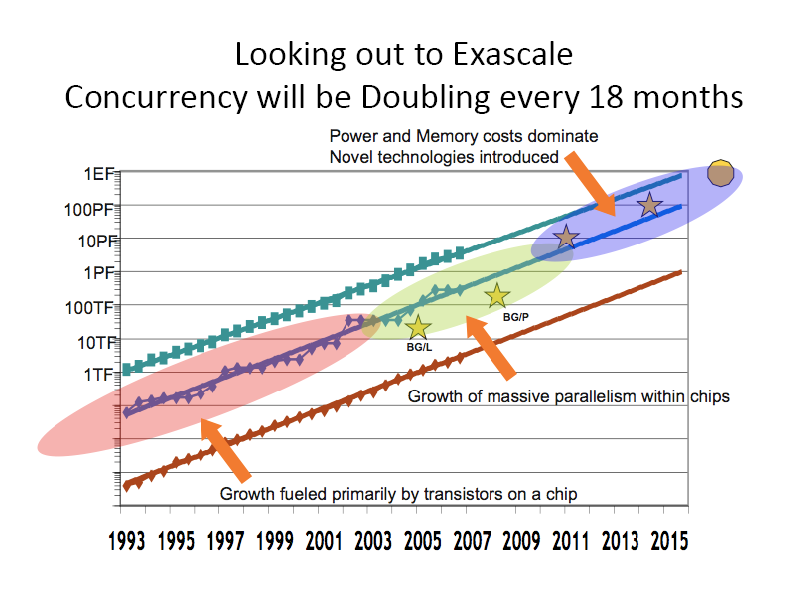 Looking out to Exascale
Concurrency will be Doubling every 18 months
Power and Memory costs dominate
Novel technologies introduced
1EF
100PF
10PF
1PF
100TF
10TF
1TF
BG/P
BG/L
Growth of massive parallelism within chips
Growth fueled primarily by transistors on a chip
1993 1995 1997 1999 2001 2003 2005 2007 2009 2011 2013 2015